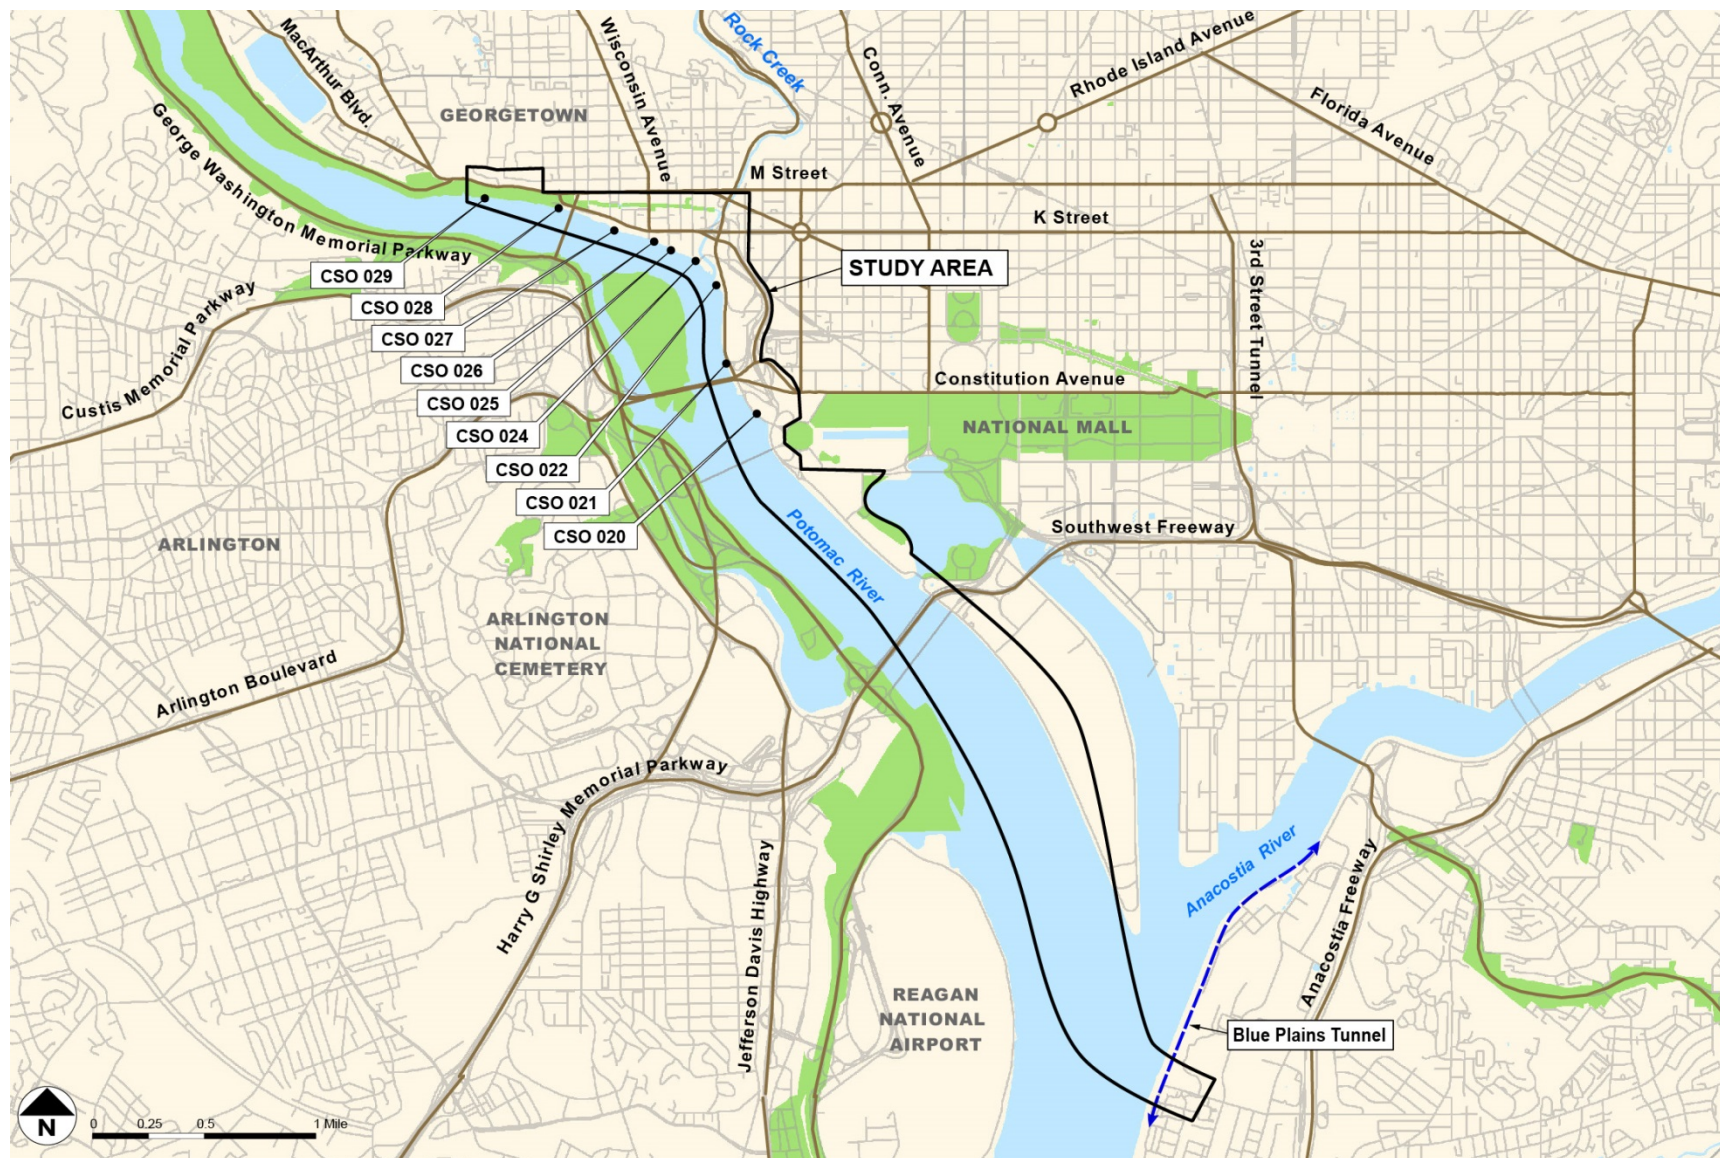 MacArthur Blvd.
Wisconsin Avenue
Rock Creek
Conn. Avenue
Rhode Island Avenue
Florida Avenue
GEORGETOWN
George Washington Memorial Parkway
M Street
K Street
STUDY AREA
3rd Street Tunnel
CSO 029
CSO 028
CSO 027
CSO 026
CSO 025
CSO 024
CSO 022
CSO 021
CSO 020
Custis Memorial Parkway
Constitution Avenue
NATIONAL MALL
Southwest Freeway
Potomac River
ARLINGTON
ARLINGTON
NATIONAL
CEMETERY
Arlington Boulevard
Harry G Shirley Memorial Parkway
Jefferson Davis Highway
Anacostia River
Anacostia Freeway
REAGAN
NATIONAL
AIRPORT
Blue Plains Tunnel
N
0 0.25 0.5 1 Mile